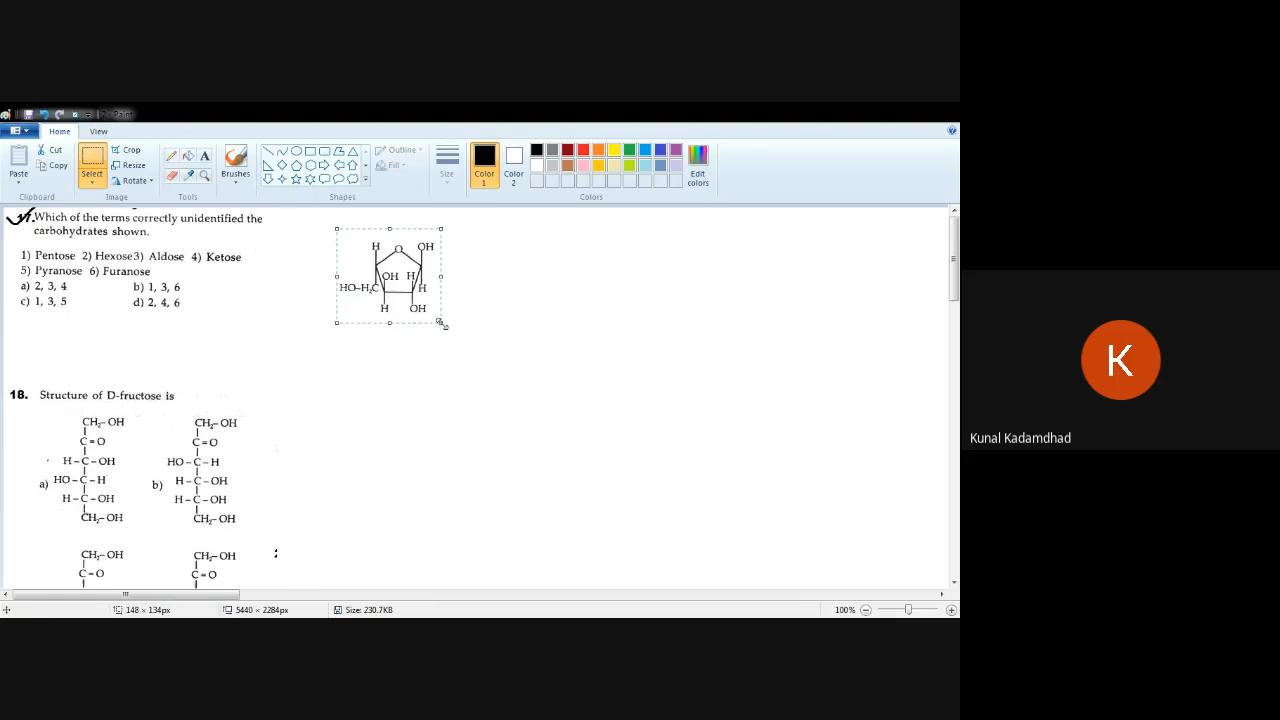 Paint
Home View
Cut
Copy
Paste
Clipboard
Crop
Resize
Rotate
Select
Image
A
Tools
Brushes
Outline
Fill
Shapes
Size
Color 1
Color 2
Edit colors
Colors
17. Which of the terms correctly unidentified the
carbohydrates shown.
1) Pentose 2) Hexose3) Aldose 4) Ketose
5) Pyranose 6) Furanose
a) 2, 3, 4 b) 1, 3, 6
c) 1, 3, 5 d) 2, 4, 6
H O OH
OH H
HO–H₂C H
H OH
18. Structure of D-fructose is
CH₂– OH CH₂– OH
C = O C = O
H – C – OH HO – C – H
a) HO – C – H b) H – C – OH
H – C – OH H – C – OH
CH₂– OH CH₂– OH
CH₂– OH CH₂– OH
C = O C = O
148 × 134px
5440 × 2284px
Size: 230.7KB
100%
K
Kunal Kadamdhad